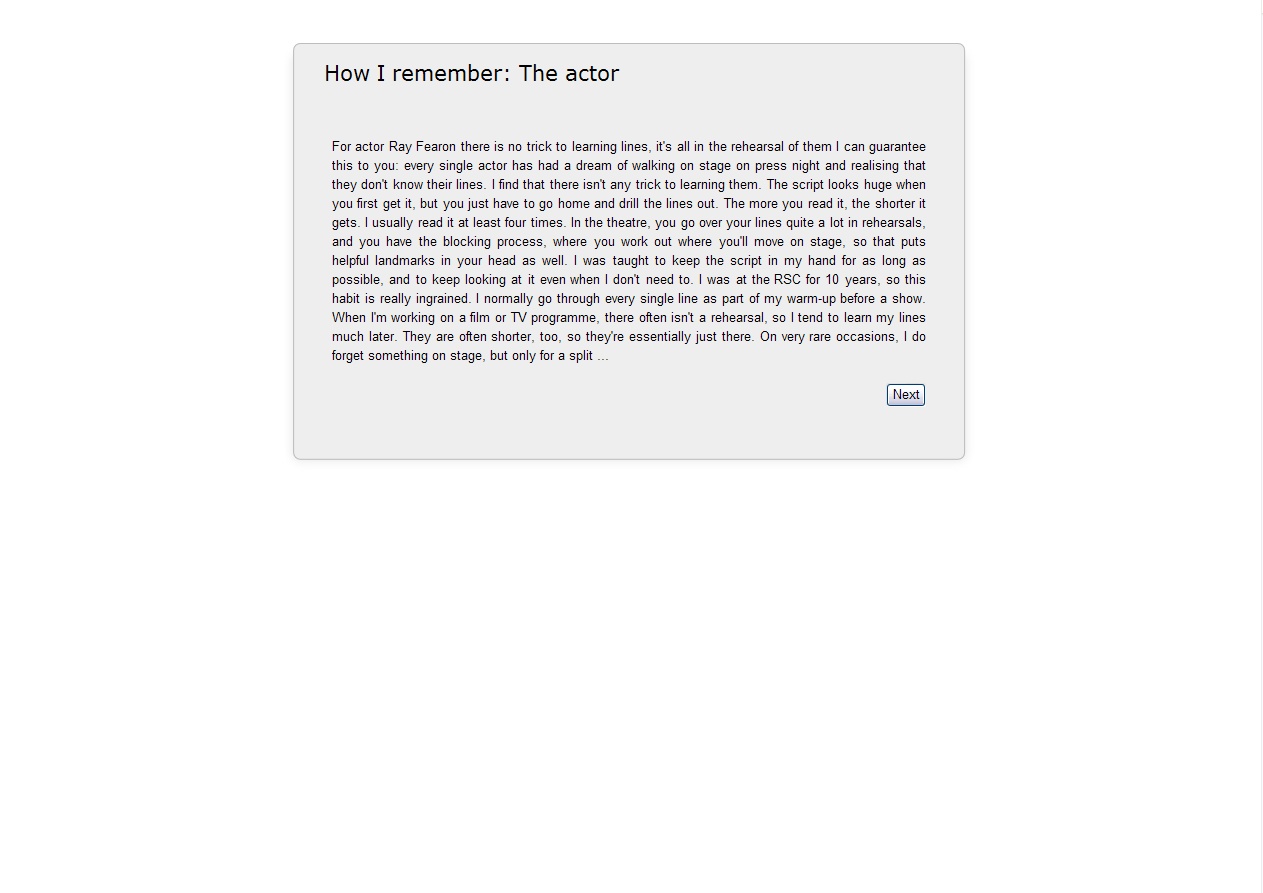 How I remember: The actor
For actor Ray Fearon there is no trick to learning lines, it's all in the rehearsal of them I can guarantee
this to you: every single actor has had a dream of walking on stage on press night and realising that
they don't know their lines. I find that there isn't any trick to learning them. The script looks huge when
you first get it, but you just have to go home and drill the lines out. The more you read it, the shorter it
gets. I usually read it at least four times. In the theatre, you go over your lines quite a lot in rehearsals,
and you have the blocking process, where you work out where you'll move on stage, so that puts
helpful landmarks in your head as well. I was taught to keep the script in my hand for as long as
possible, and to keep looking at it even when I don't need to. I was at the RSC for 10 years, so this
habit is really ingrained. I normally go through every single line as part of my warm-up before a show.
When I'm working on a film or TV programme, there often isn't a rehearsal, so I tend to learn my lines
much later. They are often shorter, too, so they're essentially just there. On very rare occasions, I do
forget something on stage, but only for a split ...
Next